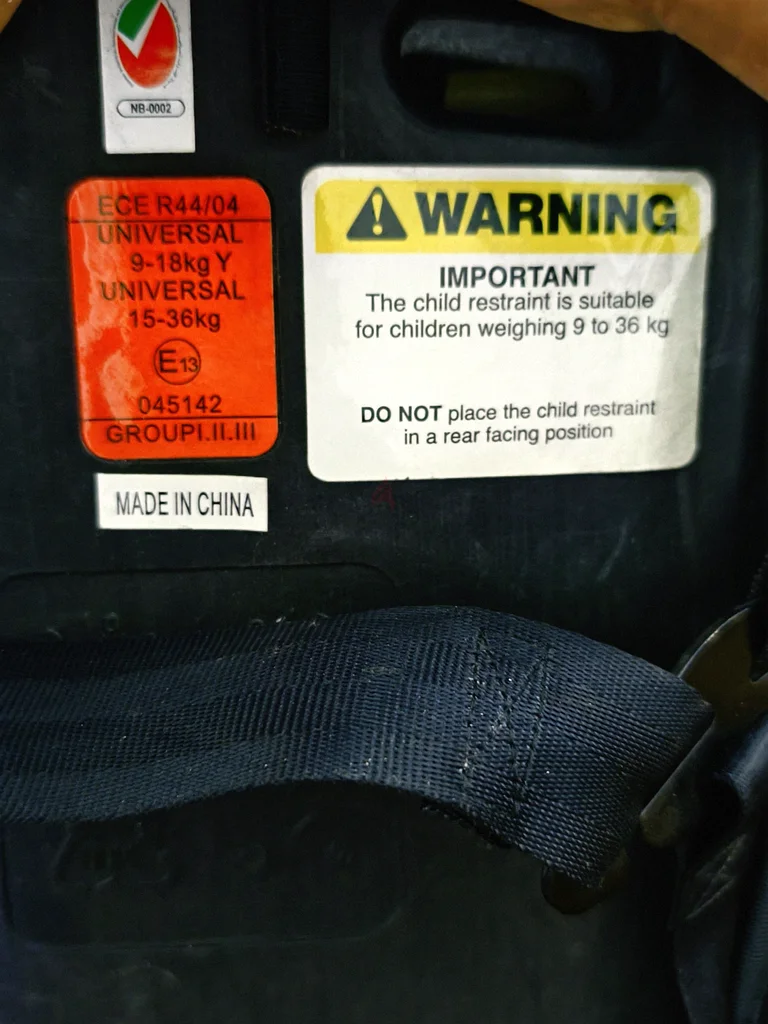 NB-0002
ECE R44/04
UNIVERSAL
9-18kg Y
UNIVERSAL
15-36kg
E13
045142
GROUPI.II.III
MADE IN CHINA
WARNING
IMPORTANT
The child restraint is suitable
for children weighing 9 to 36 kg
DO NOT place the child restraint
in a rear facing position